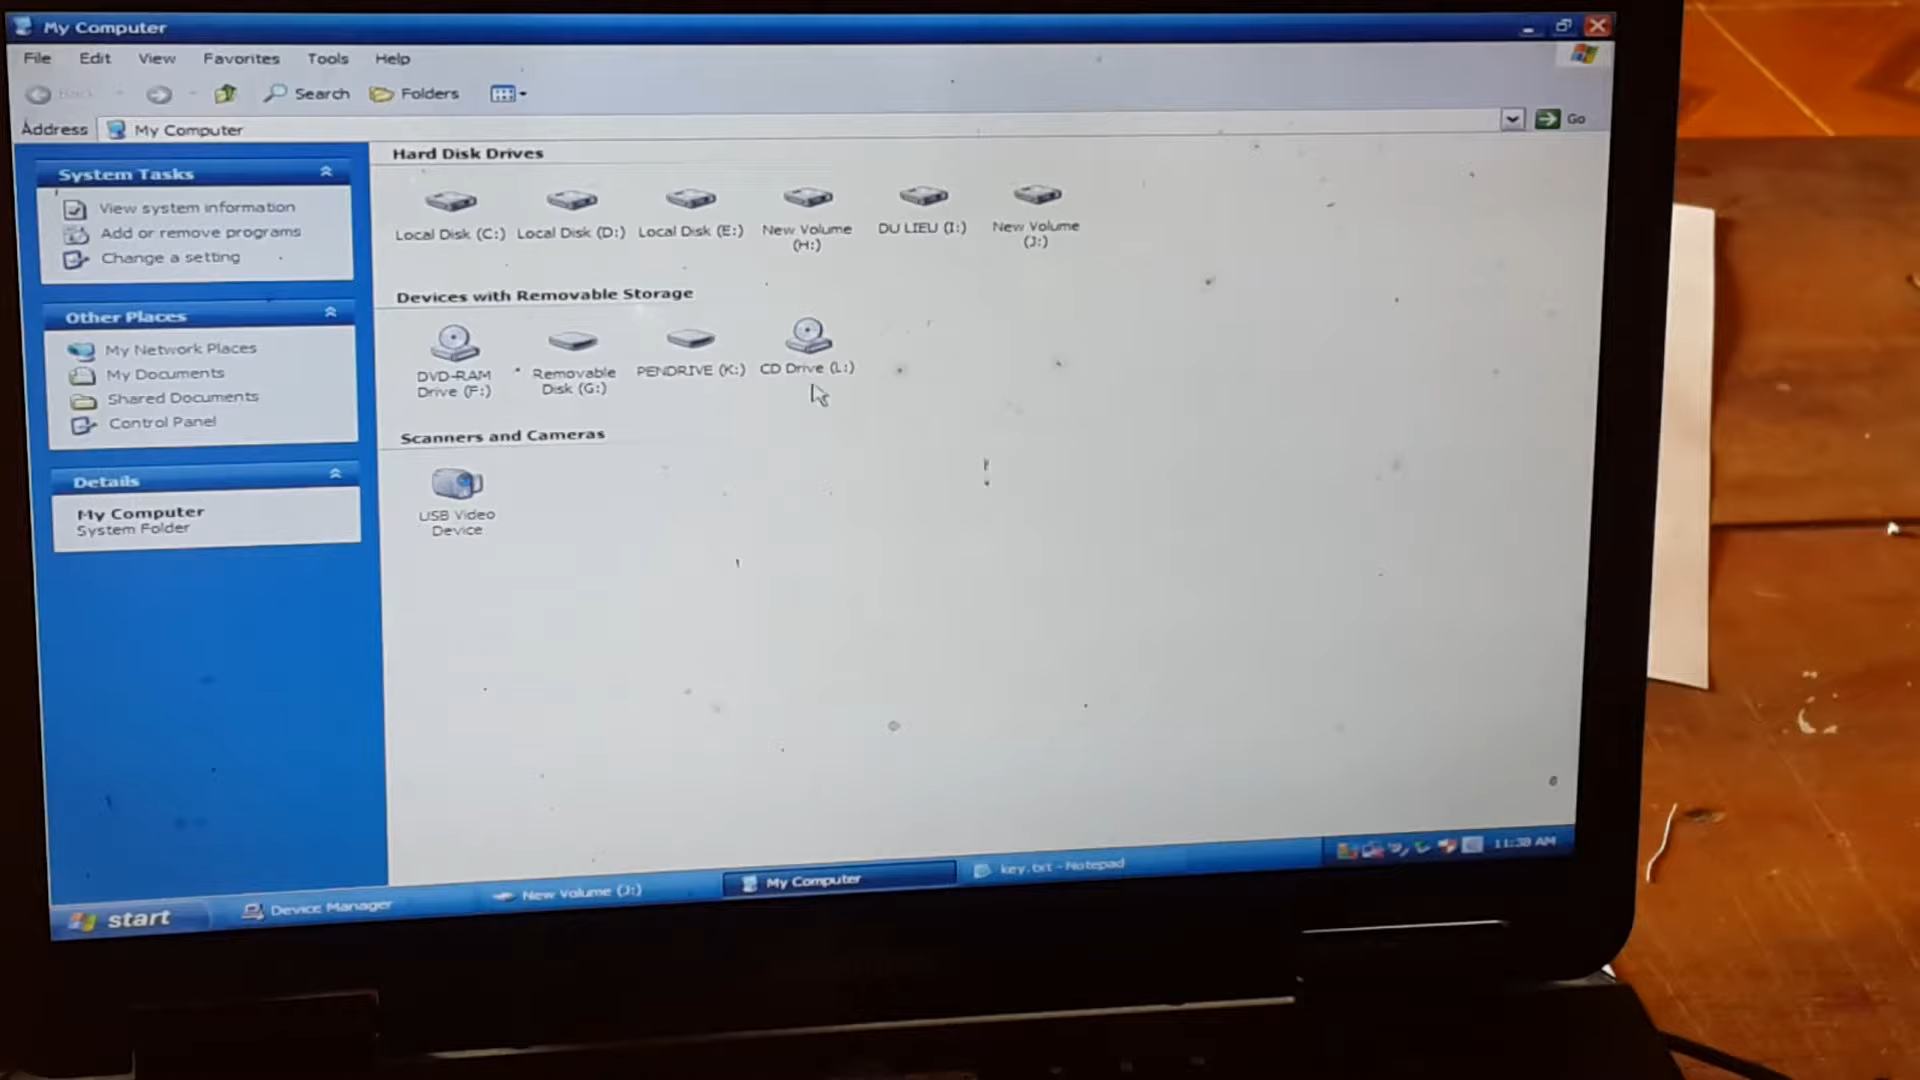 My Computer
File Edit View Favorites Tools Help
Back Search Folders
Address My Computer Go
System Tasks
View system information
Add or remove programs
Change a setting
Other Places
My Network Places
My Documents
Shared Documents
Control Panel
Details
My Computer
System Folder
Hard Disk Drives
Local Disk (C:) Local Disk (D:) Local Disk (E:) New Volume (H:) DU LIEU (I:) New Volume (J:)
Devices with Removable Storage
DVD-RAM Drive (F:) Removable Disk (G:) PENDRIVE (K:) CD Drive (L:)
Scanners and Cameras
USB Video
Device
start Device Manager New Volume (J:) My Computer key.txt - Notepad 11:38 AM